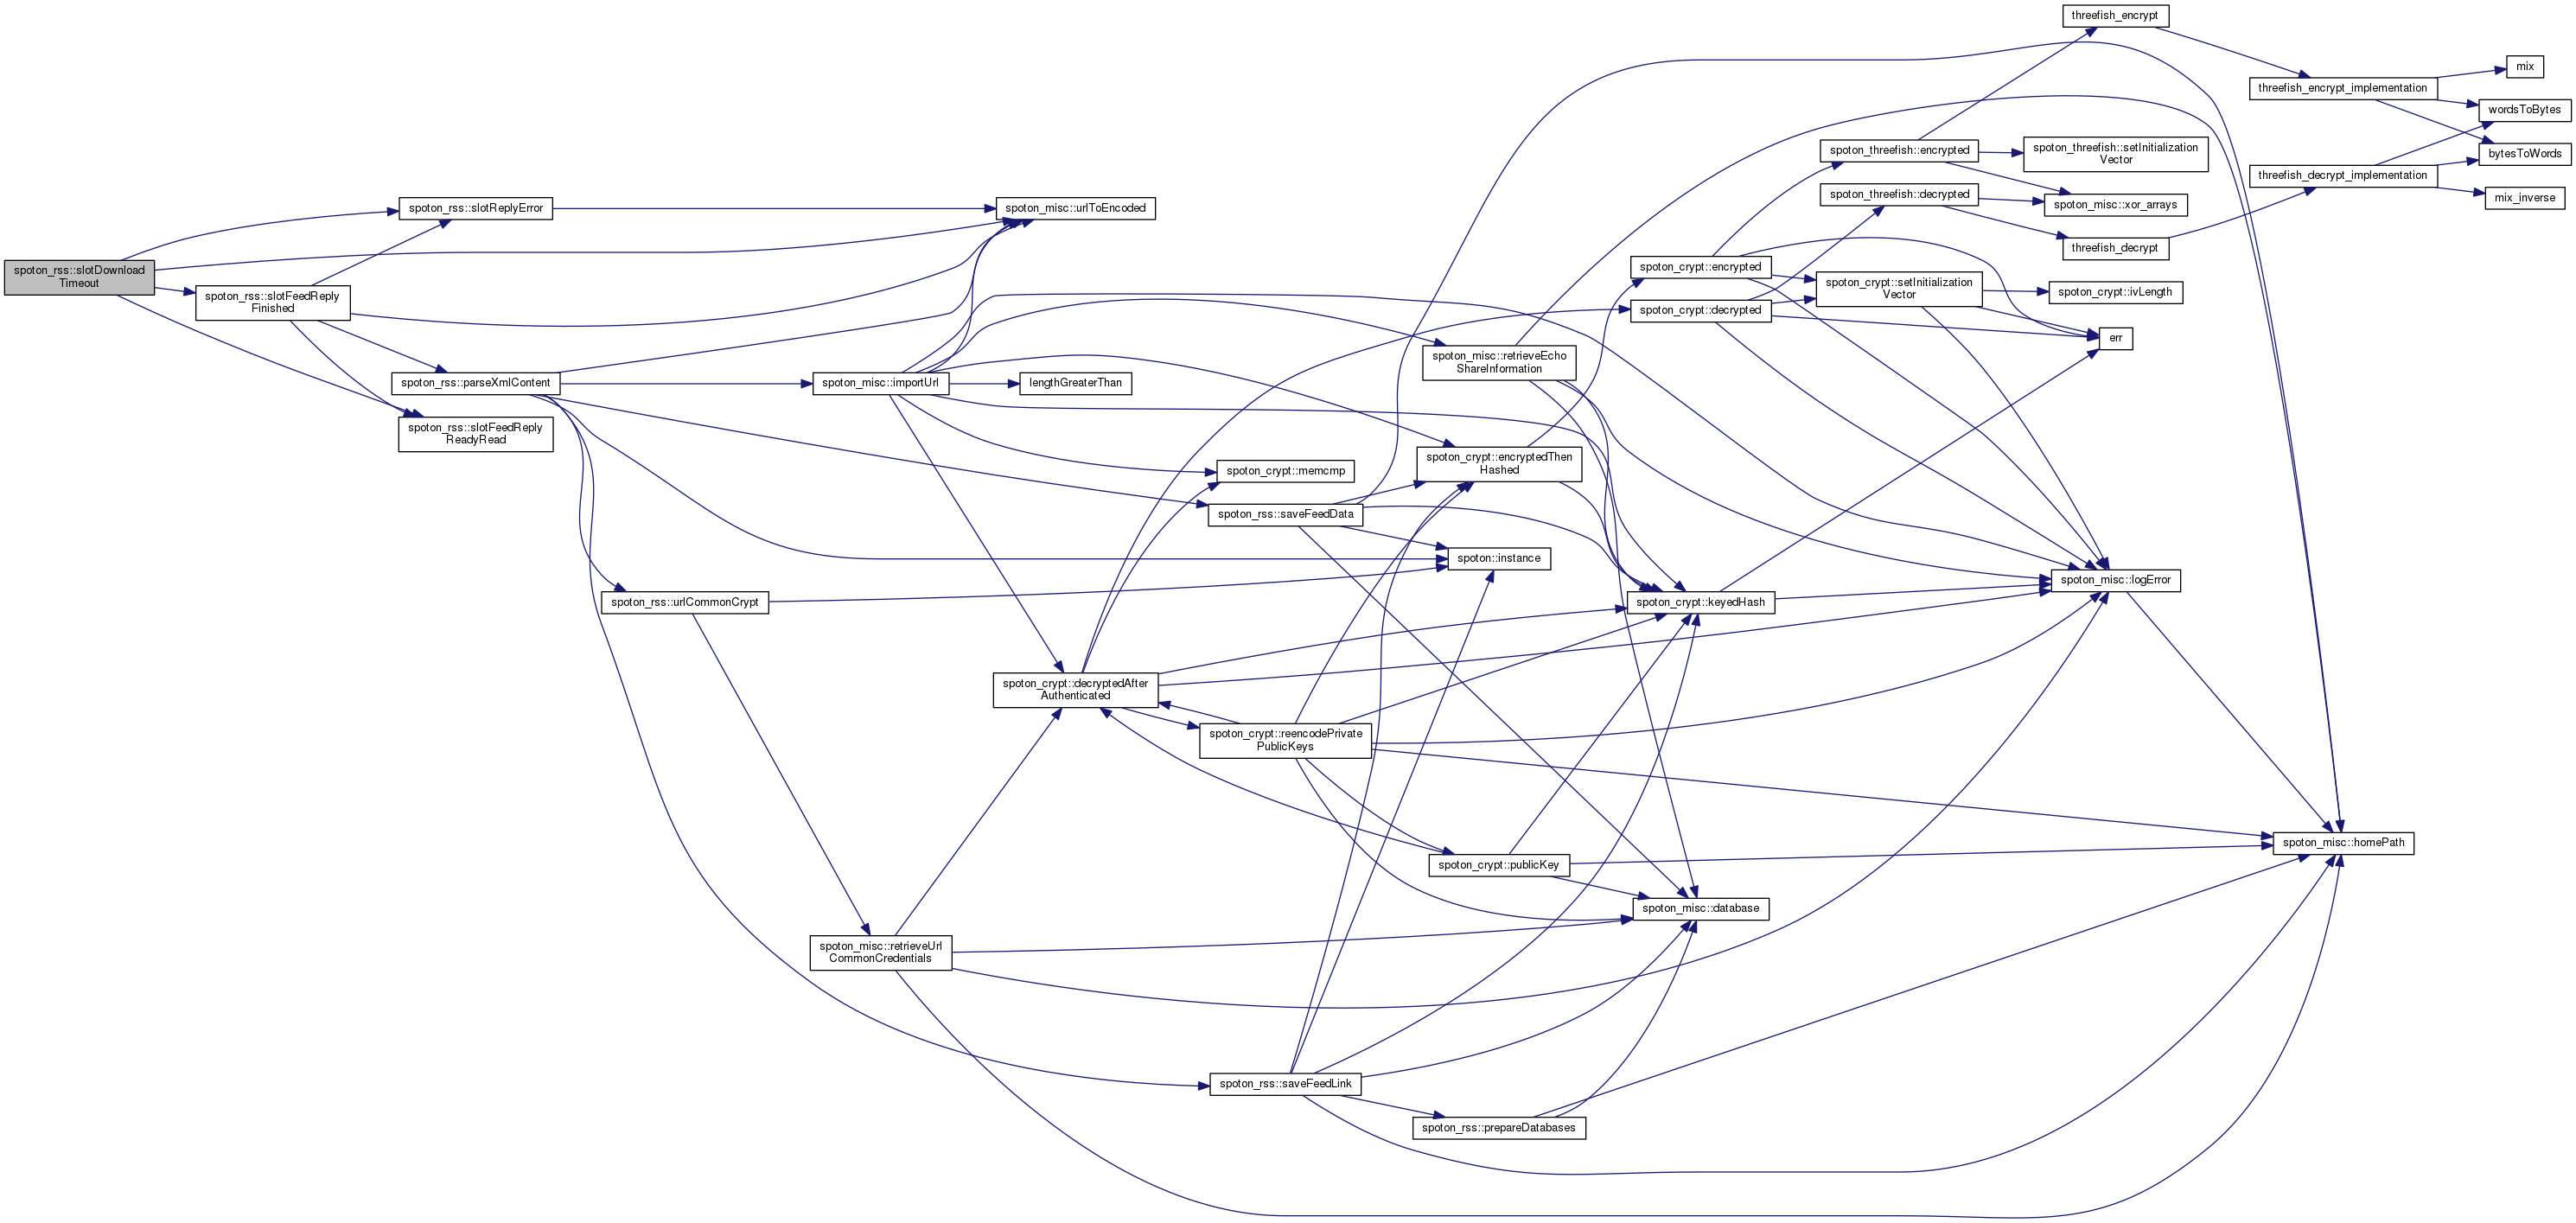 threefish_encrypt
mix
threefish_encrypt_implementation
wordsToBytes
spoton_threefish::encrypted
spoton_threefish::setInitialization
Vector
bytesToWords
threefish_decrypt_implementation
spoton_threefish::decrypted
mix_inverse
spoton_misc::xor_arrays
spoton_rss::slotReplyError
spoton_misc::urlToEncoded
threefish_decrypt
spoton_rss::slotDownload
Timeout
spoton_crypt::encrypted
spoton_crypt::setInitialization
Vector
spoton_crypt::ivLength
spoton_rss::slotFeedReply
Finished
spoton_crypt::decrypted
err
spoton_misc::retrieveEcho
ShareInformation
spoton_rss::parseXmlContent
spoton_misc::importUrl
lengthGreaterThan
spoton_rss::slotFeedReply
ReadyRead
spoton_crypt::encryptedThen
Hashed
spoton_crypt::memcmp
spoton_rss::saveFeedData
spoton::instance
spoton_misc::logError
spoton_rss::urlCommonCrypt
spoton_crypt::keyedHash
spoton_crypt::decryptedAfter
Authenticated
spoton_crypt::reencodePrivate
PublicKeys
spoton_misc::homePath
spoton_crypt::publicKey
spoton_misc::database
spoton_misc::retrieveUrl
CommonCredentials
spoton_rss::saveFeedLink
spoton_rss::prepareDatabases